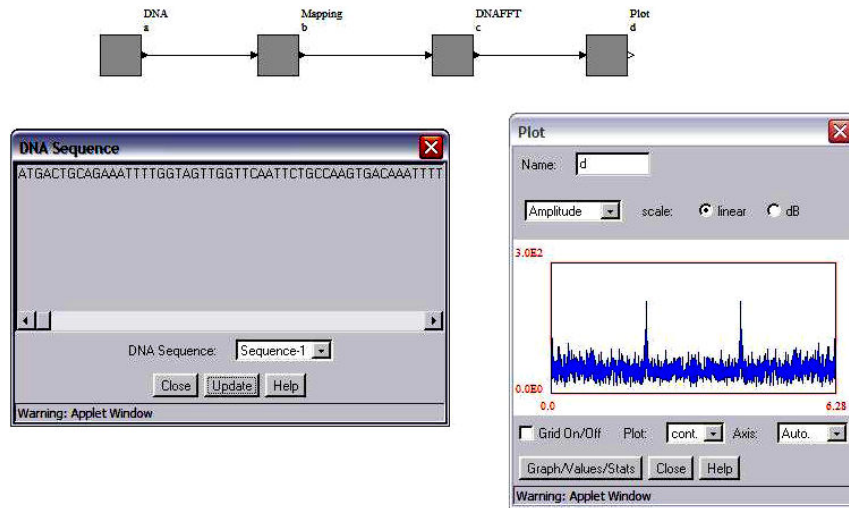 DNA Mapping DNAFFT Plot
a b c d
DNA Sequence
ATGACTGCAGAAATTTTGGTAGTTGGTTCAATTCTGCCAAGTGACAAATTTT
DNA Sequence: Sequence-1
Close Update Help
Warning: Applet Window
Plot
Name: d
Amplitude scale: linear dB
3.0E2
0.0E0
0.0 6.28
Grid On/Off Plot: cont. Axis: Auto.
Graph/Values/Stats Close Help
Warning: Applet Window